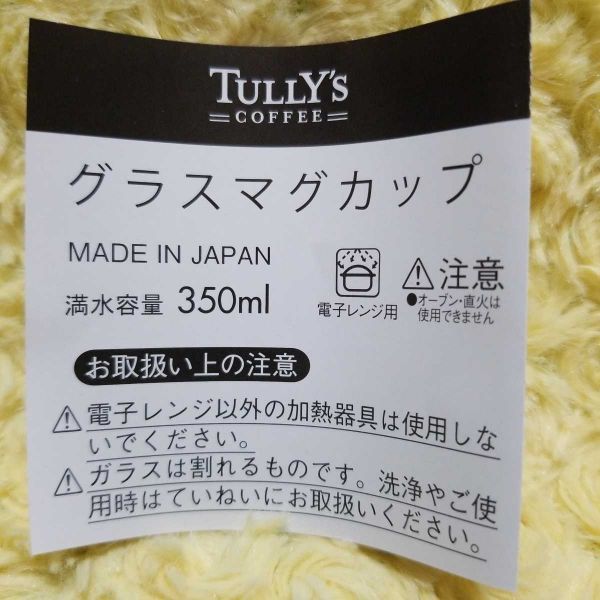 TULLY'S
COFFEE
グラスマグカップ
MADE IN JAPAN
満水容量 350ml
電子レンジ用
⚠注意
●オーブン・直火は
使用できません
お取扱い上の注意
⚠電子レンジ以外の加熱器具は使用しな
いでください。
⚠ガラスは割れるものです。洗浄やご使
用時はていねいにお取扱いください。